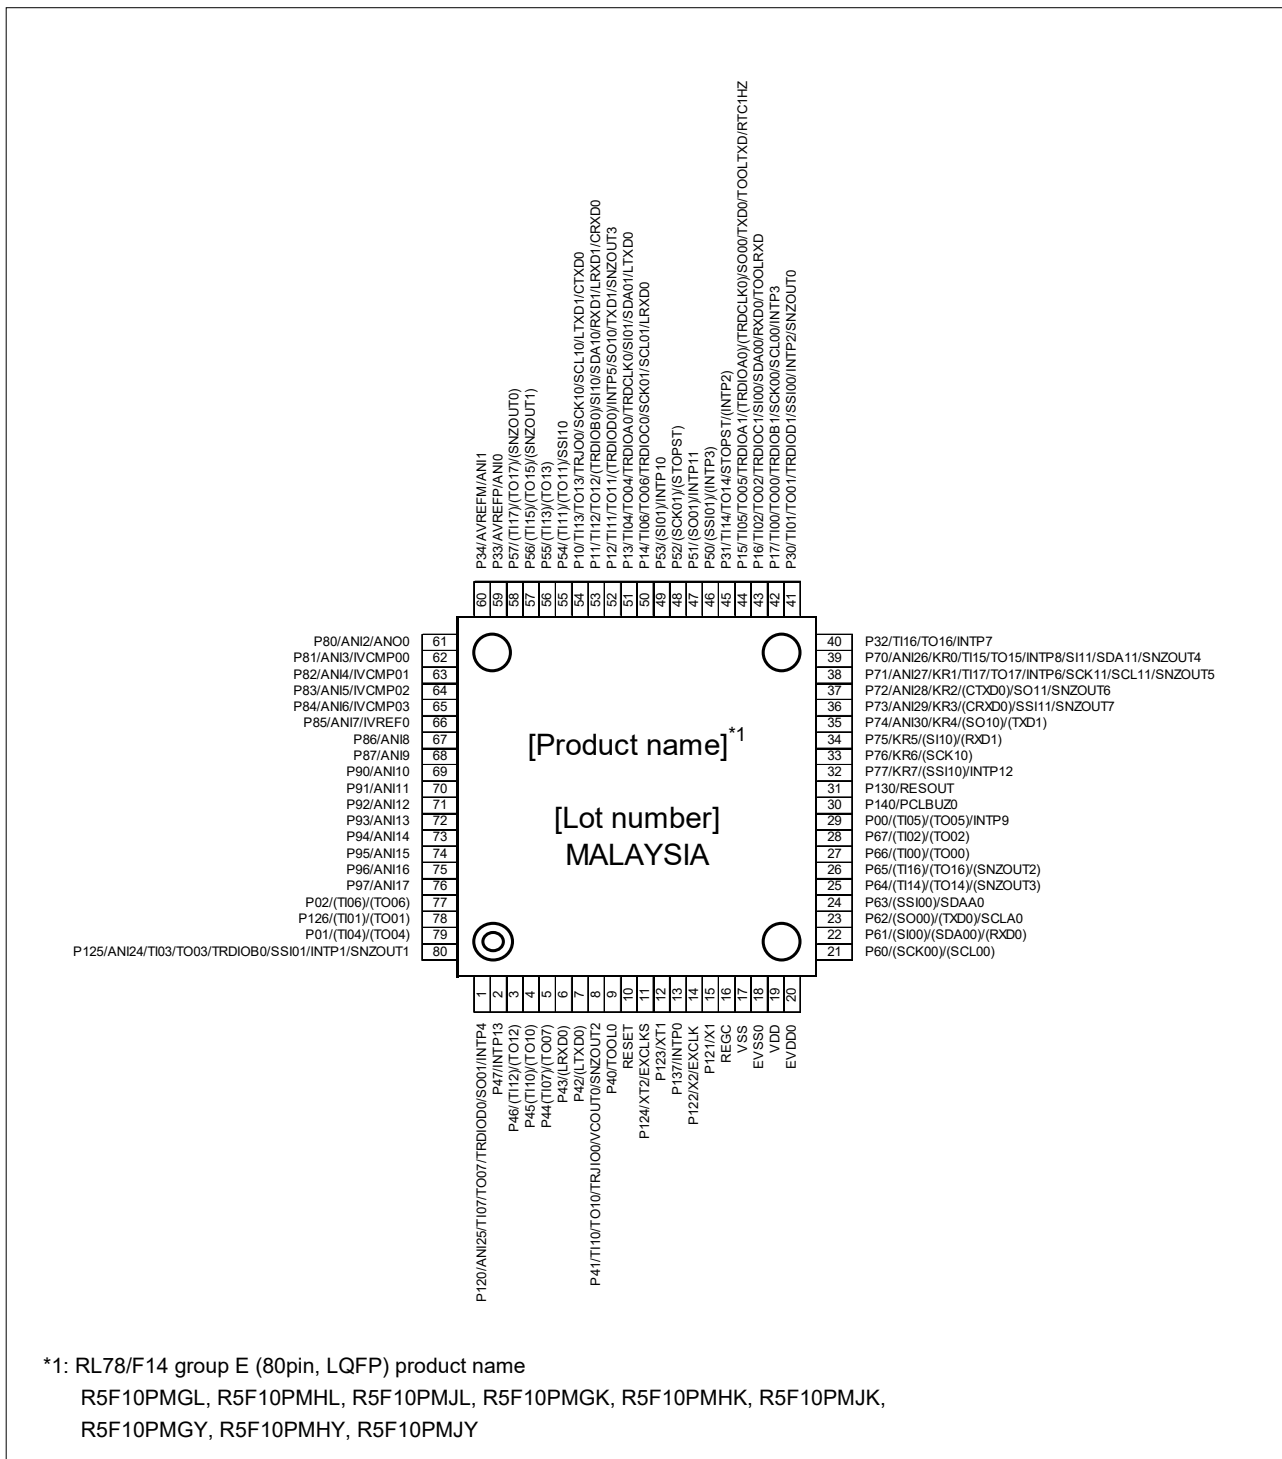 P34/AVREFM/ANI1
P33/AVREFP/ANI0
P57/(TI17)/(TO17)/(SNZOUT0)
P56/(TI15)/(TO15)/(SNZOUT1)
P55/(TI13)/(TO13)
P54/(TI11)/(TO11)/SSI10
P10/TI13/TO13/TRJO0/SCK10/SCL10/LTXD1/CTXD0
P11/TI12/TO12/(TRDIOB0)/SI10/SDA10/RXD1/LRXD1/CRXD0
P12/TI11/TO11/(TRDIOD0)/INTP5/SO10/TXD1/SNZOUT3
P13/TI04/TO04/TRDIOA0/TRDCLK0/SI01/SDA01/LTXD0
P14/TI06/TO06/TRDIOC0/SCK01/SCL01/LRXD0
P53/(SI01)/INTP10
P52/(SCK01)/(STOPST)
P51/(SO01)/INTP11
P50/(SSI01)/(INTP3)
P31/TI14/TO14/STOPST/(INTP2)
P15/TI05/TO05/TRDIOA1/(TRDIOA0)/(TRDCLK0)/SO00/TXD0/TOOLTXD/RTC1HZ
P16/TI02/TO02/TRDIOC1/SI00/SDA00/RXD0/TOOLRXD
P17/TI00/TO00/TRDIOB1/SCK00/SCL00/INTP3
P30/TI01/TO01/TRDIOD1/SSI00/INTP2/SNZOUT0
60 59 58 57 56 55 54 53 52 51 50 49 48 47 46 45 44 43 42 41
P80/ANI2/ANO0 61
P81/ANI3/IVCMP00 62
P82/ANI4/IVCMP01 63
P83/ANI5/IVCMP02 64
P84/ANI6/IVCMP03 65
P85/ANI7/IVREF0 66
P86/ANI8 67
P87/ANI9 68
P90/ANI10 69
P91/ANI11 70
P92/ANI12 71
P93/ANI13 72
P94/ANI14 73
P95/ANI15 74
P96/ANI16 75
P97/ANI17 76
P02/(TI06)/(TO06) 77
P126/(TI01)/(TO01) 78
P01/(TI04)/(TO04) 79
P125/ANI24/TI03/TO03/TRDIOB0/SSI01/INTP1/SNZOUT1 80
[Product name]*1
[Lot number]
MALAYSIA
40 P32/TI16/TO16/INTP7
39 P70/ANI26/KR0/TI15/TO15/INTP8/SI11/SDA11/SNZOUT4
38 P71/ANI27/KR1/TI17/TO17/INTP6/SCK11/SCL11/SNZOUT5
37 P72/ANI28/KR2/(CTXD0)/SO11/SNZOUT6
36 P73/ANI29/KR3/(CRXD0)/SSI11/SNZOUT7
35 P74/ANI30/KR4/(SO10)/(TXD1)
34 P75/KR5/(SI10)/(RXD1)
33 P76/KR6/(SCK10)
32 P77/KR7/(SSI10)/INTP12
31 P130/RESOUT
30 P140/PCLBUZ0
29 P00/(TI05)/(TO05)/INTP9
28 P67/(TI02)/(TO02)
27 P66/(TI00)/(TO00)
26 P65/(TI16)/(TO16)/(SNZOUT2)
25 P64/(TI14)/(TO14)/(SNZOUT3)
24 P63/(SSI00)/SDAA0
23 P62/(SO00)/(TXD0)/SCLA0
22 P61/(SI00)/(SDA00)/(RXD0)
21 P60/(SCK00)/(SCL00)
1 2 3 4 5 6 7 8 9 10 11 12 13 14 15 16 17 18 19 20
P120/ANI25/TI07/TO07/TRDIOD0/SO01/INTP4
P47/INTP13
P46/(TI12)/(TO12)
P45(TI10)/(TO10)
P44(TI07)/(TO07)
P43/(LRXD0)
P42/(LTXD0)
P41/TI10/TO10/TRJIO0/VCOUT0/SNZOUT2
P40/TOOL0
RESET
P124/XT2/EXCLKS
P123/XT1
P137/INTP0
P122/X2/EXCLK
P121/X1
REGC
VSS
EVSS0
VDD
EVDD0
*1: RL78/F14 group E (80pin, LQFP) product name
R5F10PMGL, R5F10PMHL, R5F10PMJL, R5F10PMGK, R5F10PMHK, R5F10PMJK,
R5F10PMGY, R5F10PMHY, R5F10PMJY